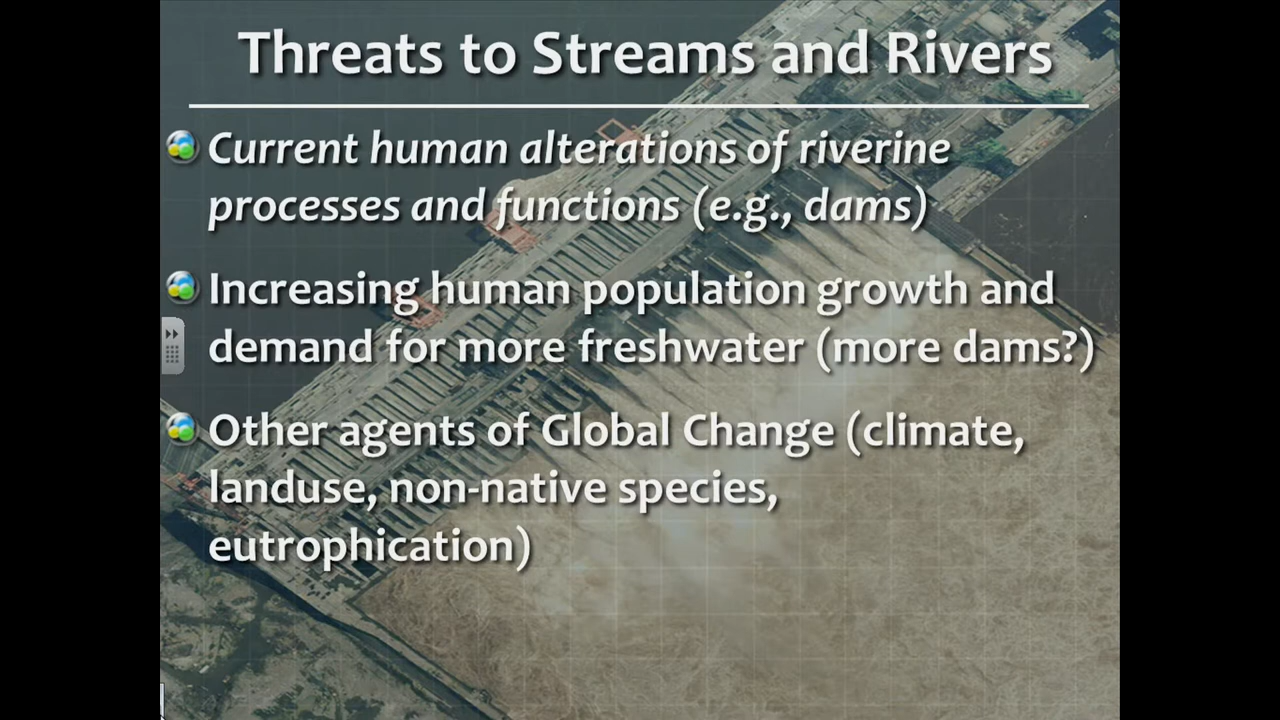 Threats to Streams and Rivers
Current human alterations of riverine
processes and functions (e.g., dams)
Increasing human population growth and
demand for more freshwater (more dams?)
Other agents of Global Change (climate,
landuse, non-native species,
eutrophication)